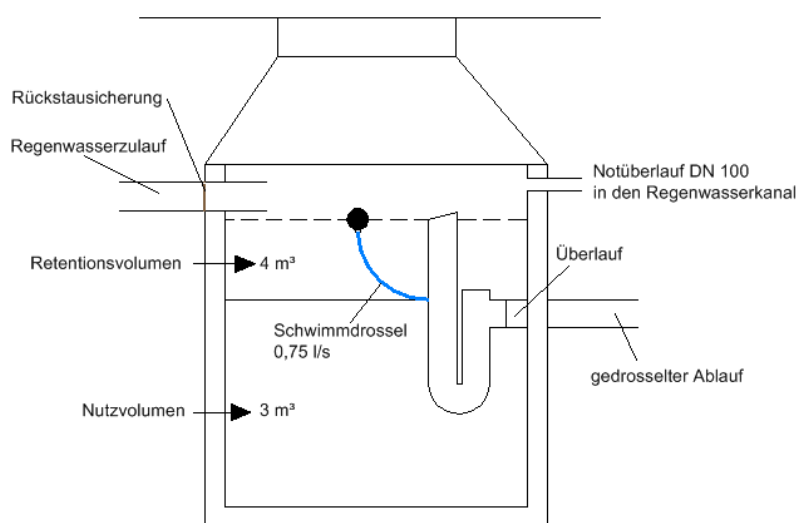 Rückstausicherung
Regenwasserzulauf
Notüberlauf DN 100
in den Regenwasserkanal
Überlauf
Retentionsvolumen
4 m³
Schwimmdrossel
0,75 l/s
gedrosselter Ablauf
Nutzvolumen
3 m³